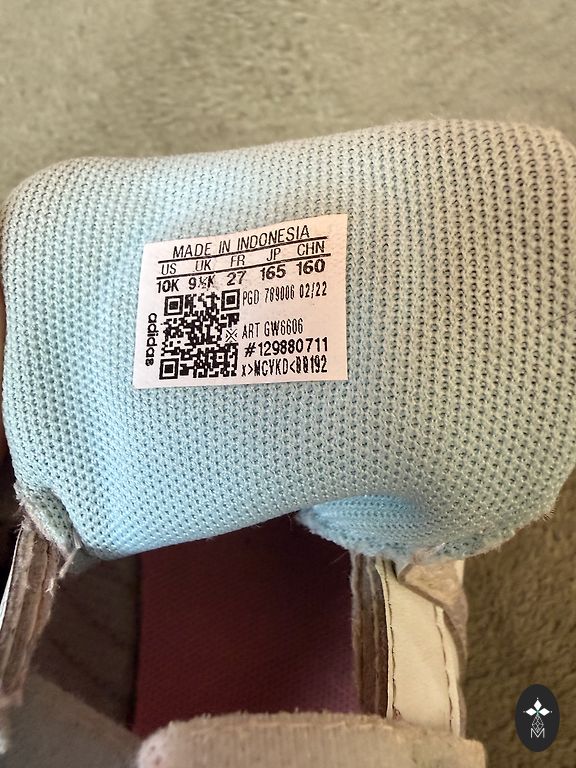 MADE IN INDONESIA
US UK FR JP CHN
10K 9½K 27 165 160
PGD 789006 02/22
adidas
ART GW6606
#129880711
x>MCVKD<
M